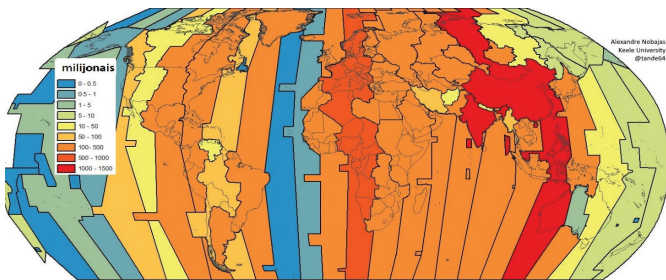 Alexandre Nobajas
Keele University
@tande64
milijonais
0 - 0.5
0.5 - 1
1 - 5
5 - 10
10 - 50
50 - 100
100 - 500
500 - 1000
1000 - 1500